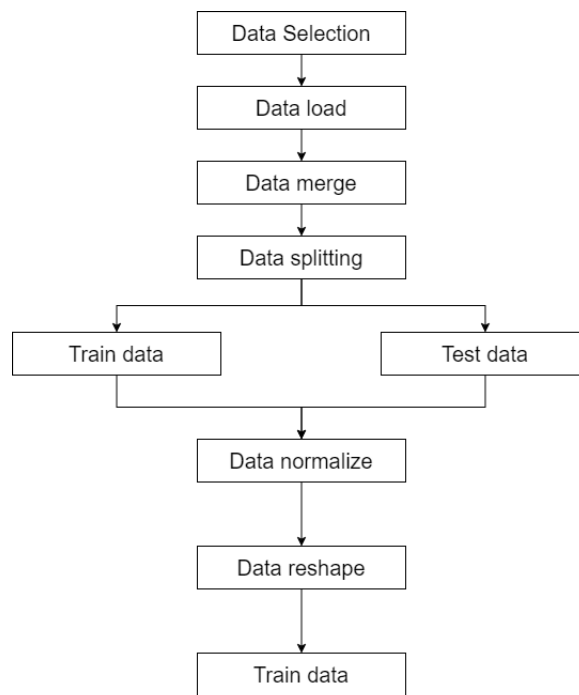 Data Selection
Data load
Data merge
Data splitting
Train data
Test data
Data normalize
Data reshape
Train data